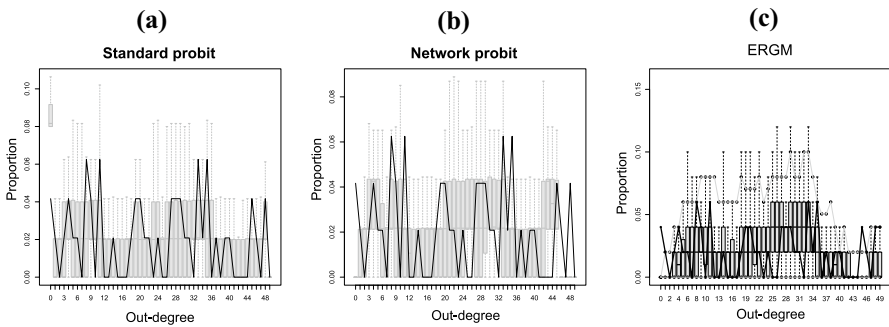 (a)
Standard probit
Proportion
0.00 0.02 0.04 0.06 0.08 0.10
0 3 6 9 12 16 20 24 28 32 36 40 44 48
Out-degree
(b)
Network probit
Proportion
0.00 0.02 0.04 0.06 0.08
0 3 6 9 12 16 20 24 28 32 36 40 44 48
Out-degree
(c)
ERGM
Proportion
0.00 0.05 0.10 0.15
0 2 4 6 8 10 13 16 19 22 25 28 31 34 37 40 43 46 49
Out-degree